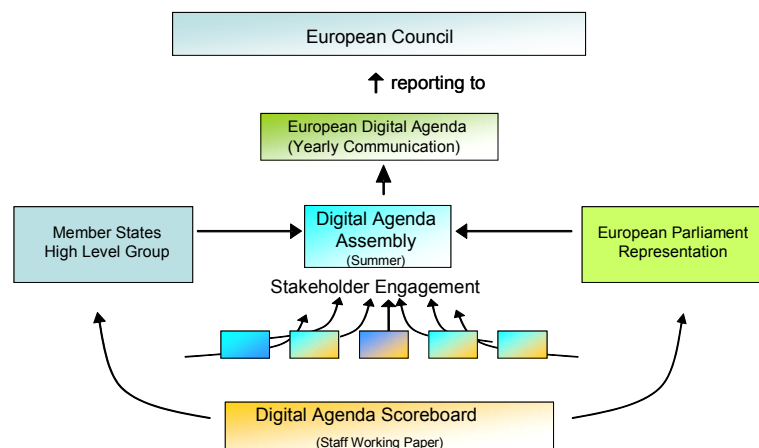 European Council
reporting to
European Digital Agenda
(Yearly Communication)
Member States
High Level Group
Digital Agenda
Assembly
(Summer)
European Parliament
Representation
Stakeholder Engagement
Digital Agenda Scoreboard
(Staff Working Paper)